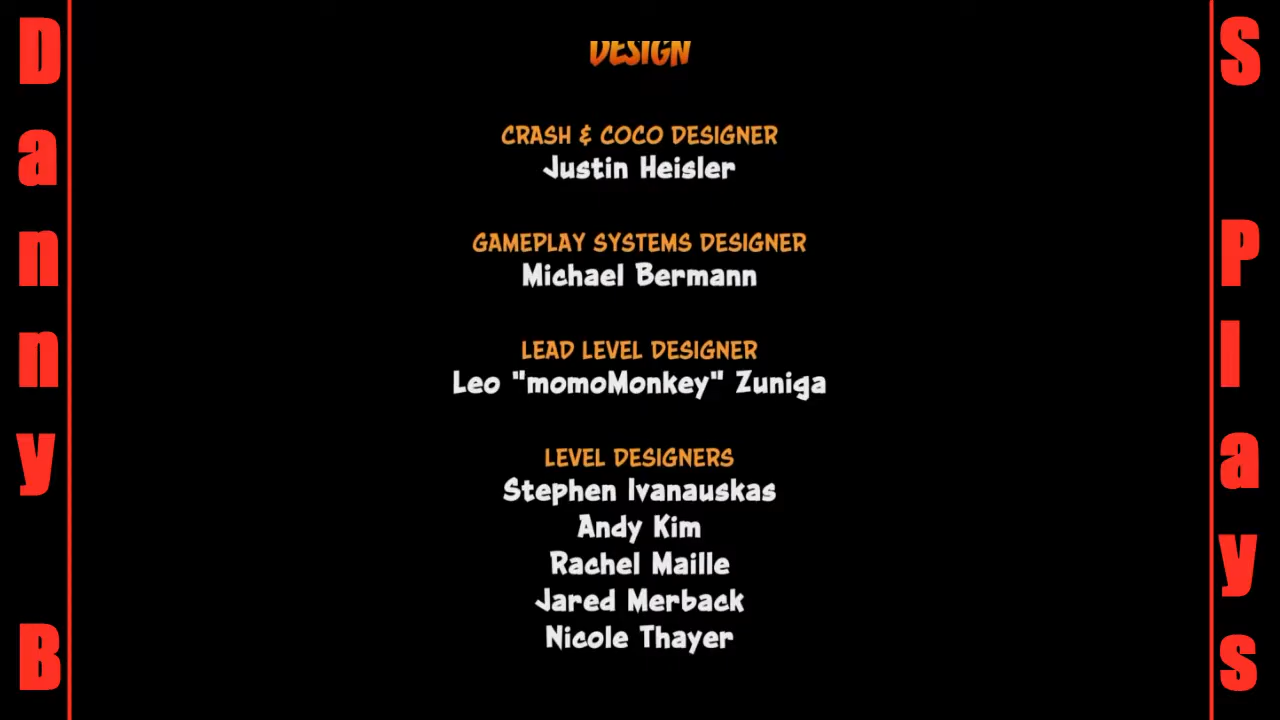 Danny B
DESIGN
CRASH & COCO DESIGNER
Justin Heisler
GAMEPLAY SYSTEMS DESIGNER
Michael Bermann
LEAD LEVEL DESIGNER
Leo "momoMonkey" Zuniga
LEVEL DESIGNERS
Stephen Ivanauskas
Andy Kim
Rachel Maille
Jared Merback
Nicole Thayer
S Plays